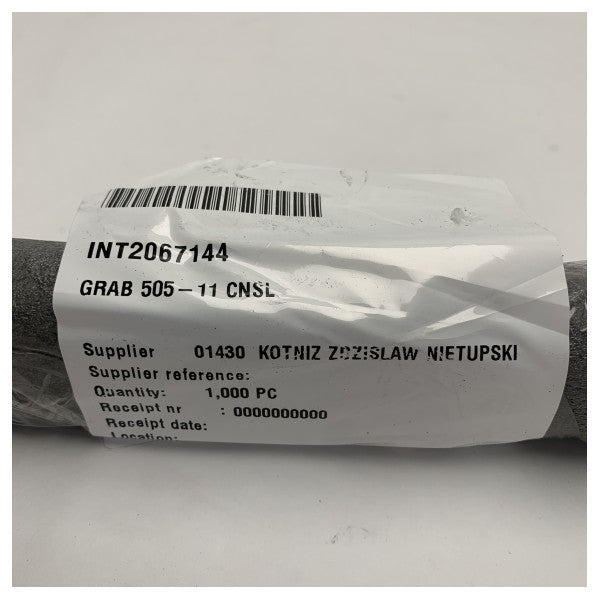 INT2067144
GRAB 505-11 CNSL
Supplier 01430 KOTNIZ ZDZISLAW NIETUPSKI
Supplier reference:
Quantity: 1,000 PC
Receipt nr : 0000000000
Receipt date:
Location: